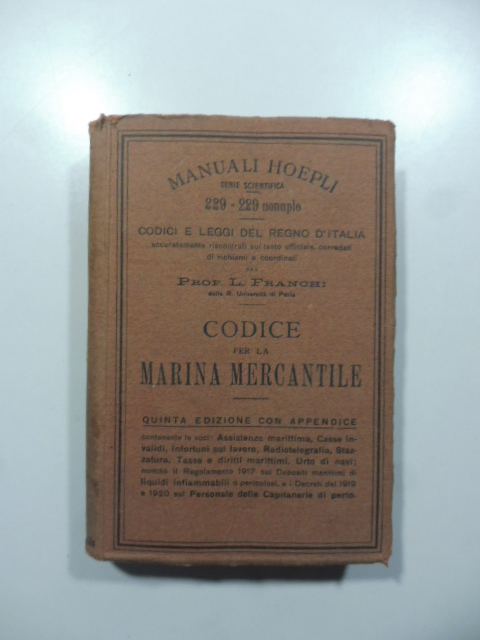 MANUALI HOEPLI
SERIE SCIENTIFICA
229 - 229 nonuplo
CODICI E LEGGI DEL REGNO D'ITALIA
accuratamente riscontrati sul testo ufficiale, corredati
di richiami e coordinati
DAL
PROF. L. FRANCHI
della R. Università di Pavia
CODICE
PER LA
MARINA MERCANTILE
QUINTA EDIZIONE CON APPENDICE
contenente le voci: Assistenza marittima, Casse in-
validi, Infortuni sul lavoro, Radiotelegrafia, Staz-
zatura, Tasse e diritti marittimi, Urto di navi;
nonchè il Regolamento 1917 sui Depositi marittimi di
liquidi infiammabili o pericolosi, e i Decreti del 1919
e 1920 sul Personale delle Capitanerie di porto.